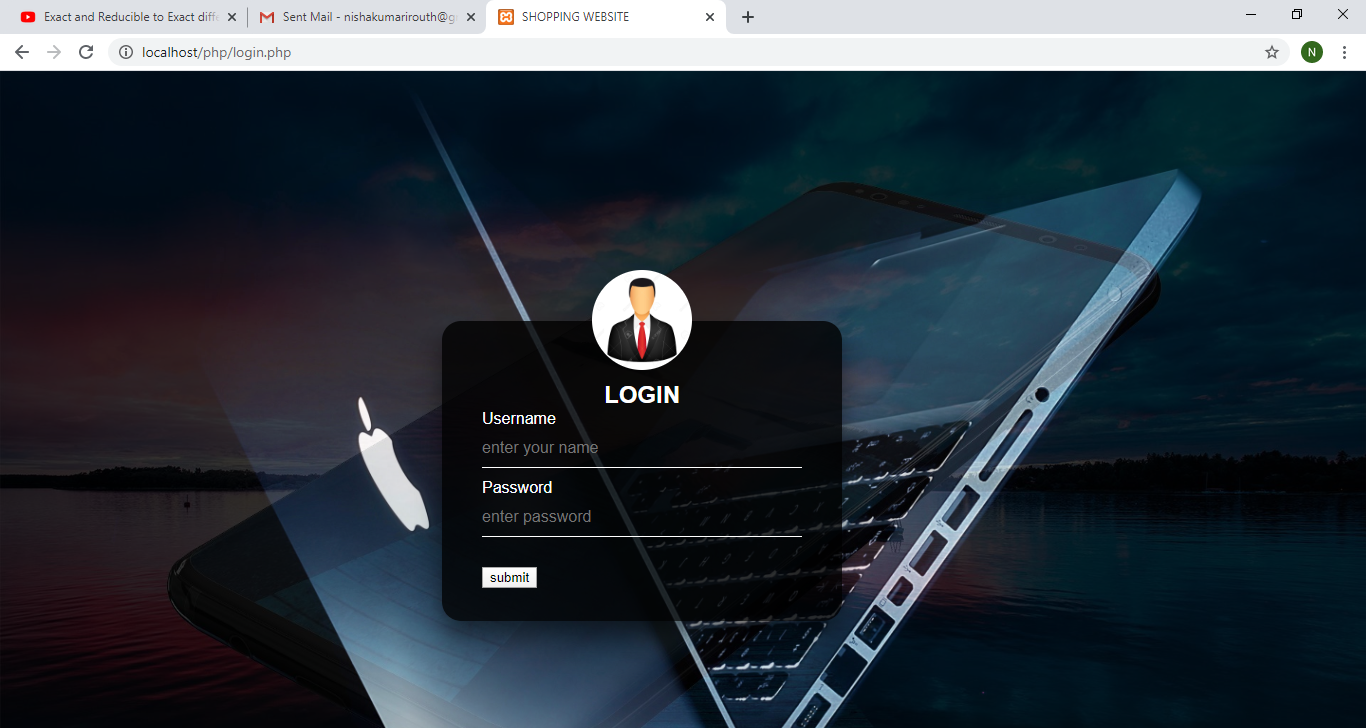 Exact and Reducible to Exact diffe
Sent Mail - nishakumarirouth@g
SHOPPING WEBSITE
localhost/php/login.php
N
LOGIN
Username
enter your name
Password
enter password
submit